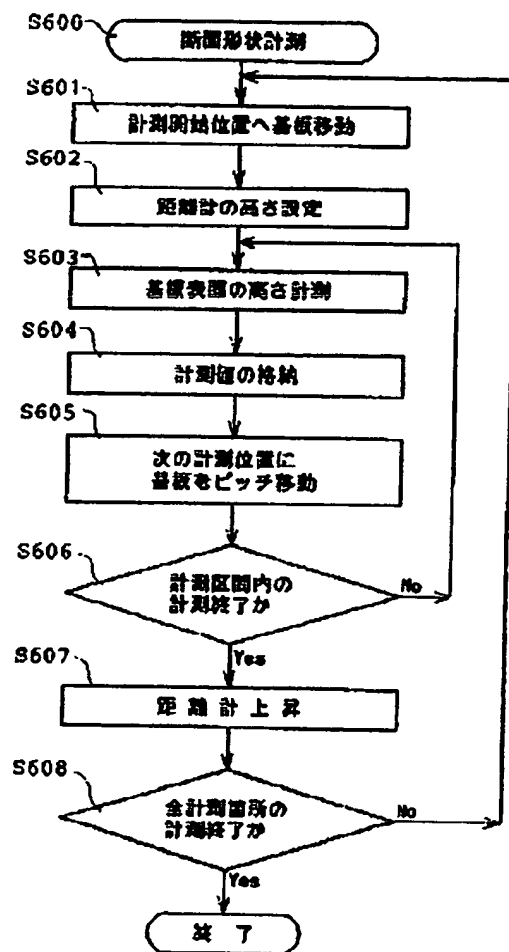 S600
断面形状計測
S601
計測開始位置へ基板移動
S602
距離計の高さ設定
S603
基板表面の高さ計測
S604
計測値の格納
S605
次の計測位置に
基板をピッチ移動
S606
計測区間内の
計測終了か
No
Yes
S607
距離計上昇
S608
全計測箇所の
計測終了か
No
Yes
終了